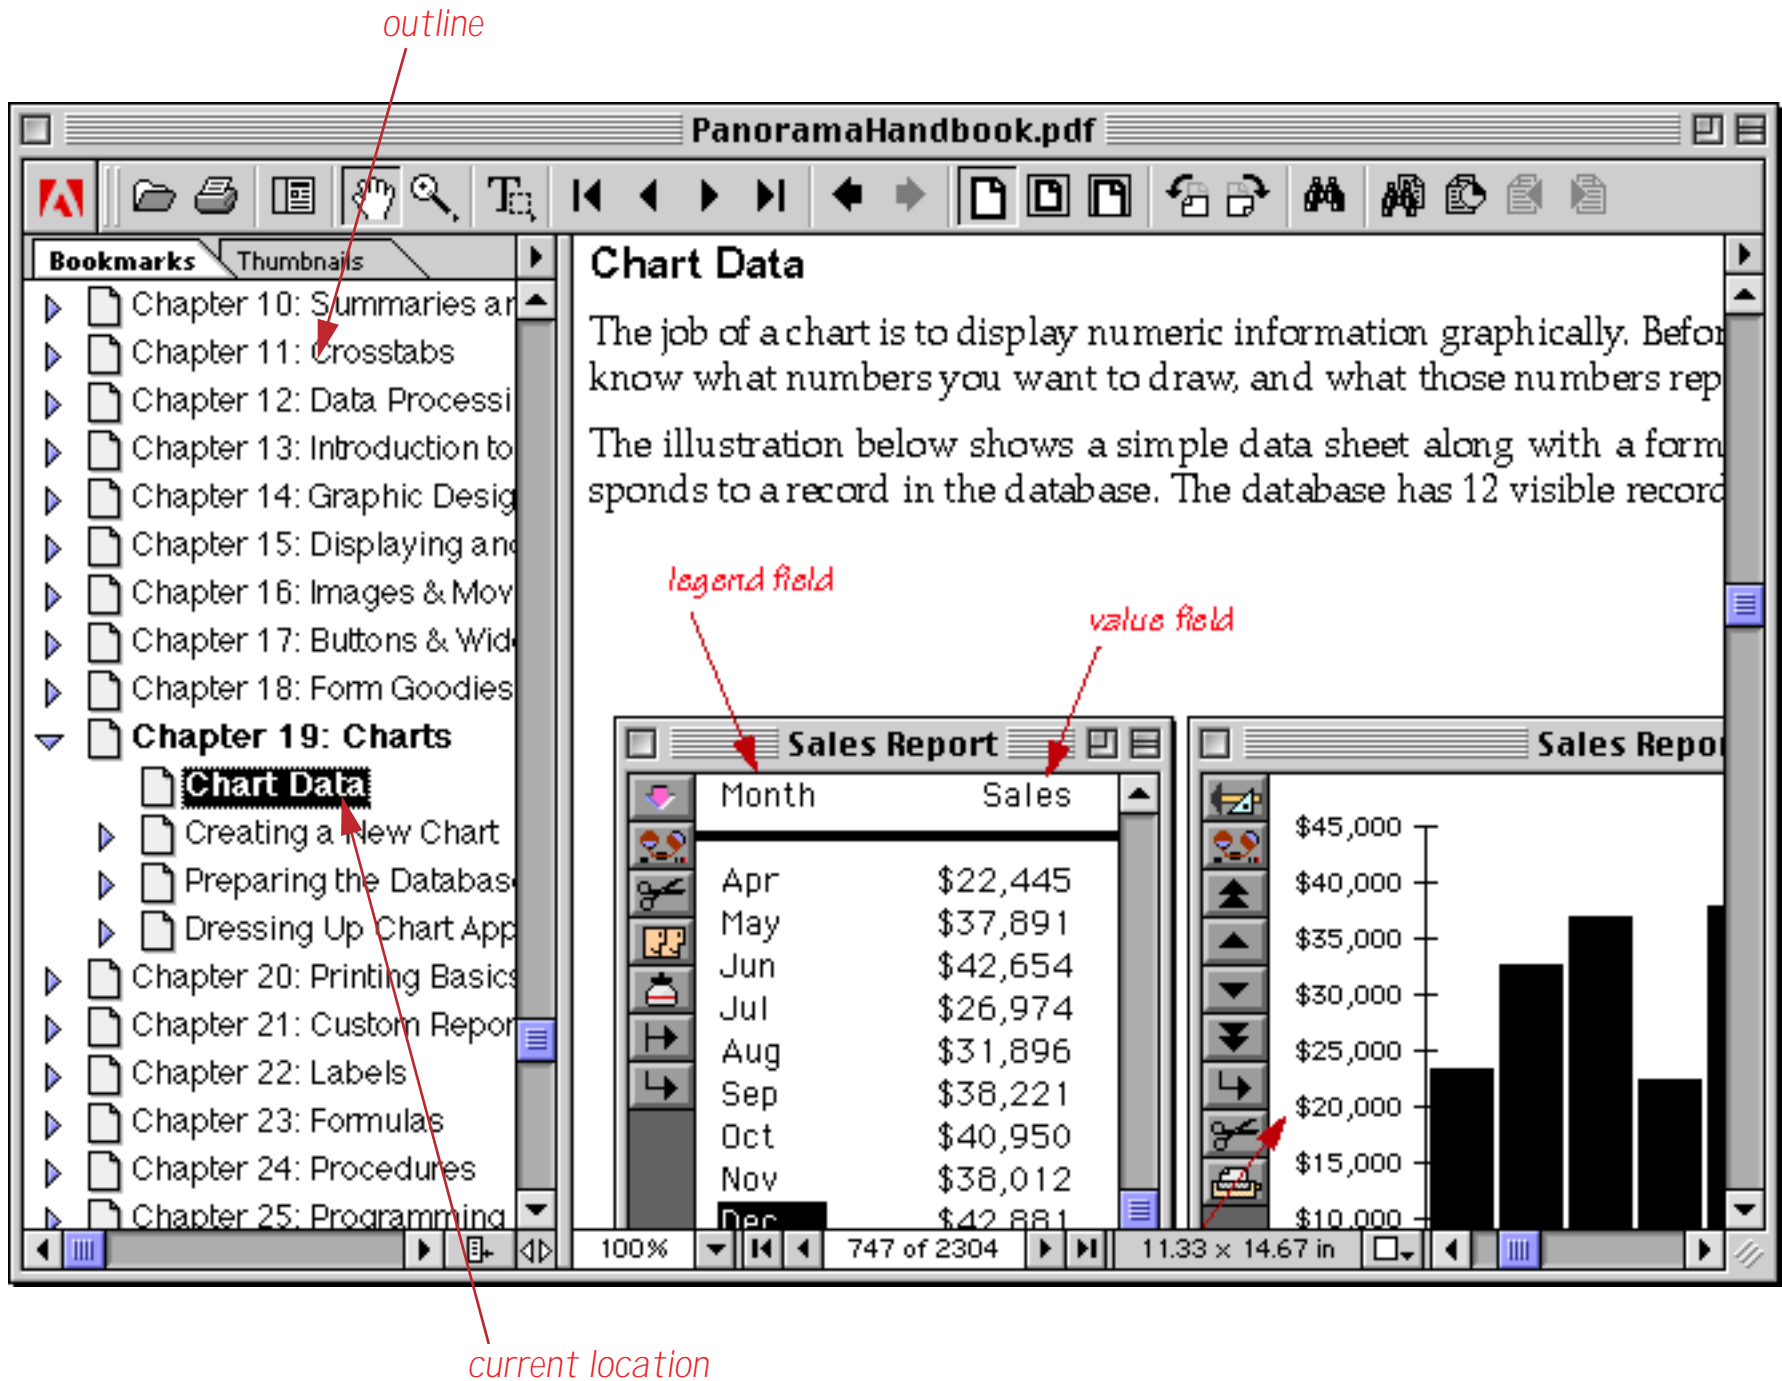 outline
PanoramaHandbook.pdf
Bookmarks
Thumbnails
Chapter 10: Summaries
Chapter 11: Crosstabs
Chapter 12: Data Processi
Chapter 13: Introduction to
Chapter 14: Graphic Desig
Chapter 15: Displaying and
Chapter 16: Images & Mov
Chapter 17: Buttons & Wid
Chapter 18: Form Goodies
Chapter 19: Charts
Chart Data
Creating a New Chart
Preparing the Databas
Dressing Up Chart App
Chapter 20: Printing Basics
Chapter 21: Custom Repor
Chapter 22: Labels
Chapter 23: Formulas
Chapter 24: Procedures
Chapter 25: Programming
Chart Data
The job of a chart is to display numeric information graphically. Befor
know what numbers you want to draw, and what those numbers rep
The illustration below shows a simple data sheet along with a form
sponds to a record in the database. The database has 12 visible record
legend field
value field
Sales Report
Month Sales
Apr $22,445
May $37,891
Jun $42,654
Jul $26,974
Aug $31,896
Sep $38,221
Oct $40,950
Nov $38,012
Dec $42,881
Sales Repor
$45,000
$40,000
$35,000
$30,000
$25,000
$20,000
$15,000
$10,000
100%
747 of 2304
11.33 x 14.67 in
current location